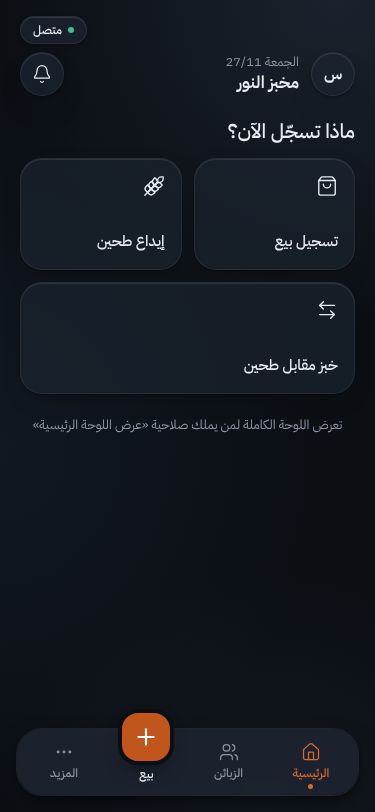 متصل
س
الجمعة 27/11
مخبز النور
ماذا تسجّل الآن؟
تسجيل بيع
إيداع طحين
خبز مقابل طحين
تعرض اللوحة الكاملة لمن يملك صلاحية «عرض اللوحة الرئيسية»
الرئيسية
الزبائن
بيع
المزيد